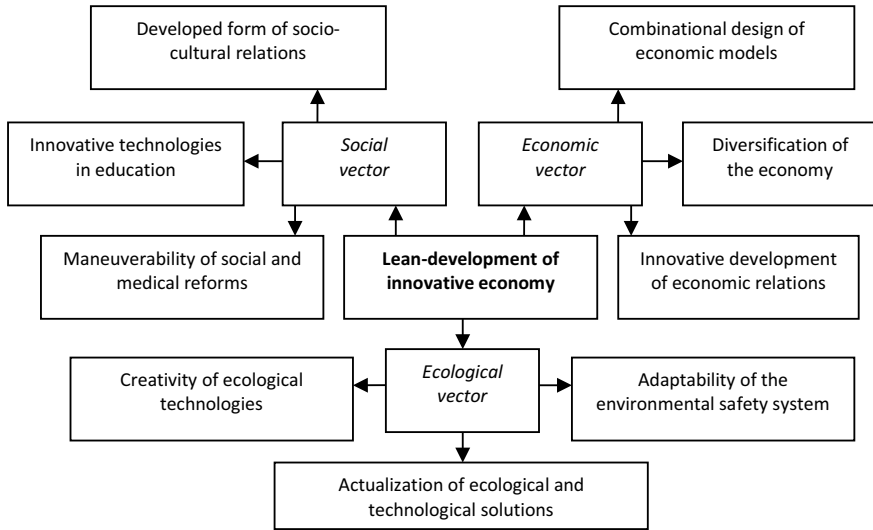 Developed form of socio-
cultural relations
Combinational design of
economic models
Innovative technologies
in education
Social
vector
Economic
vector
Diversification of
the economy
Maneuverability of social and
medical reforms
Lean-development of
innovative economy
Innovative development
of economic relations
Creativity of ecological
technologies
Ecological
vector
Adaptability of the
environmental safety system
Actualization of ecological and
technological solutions